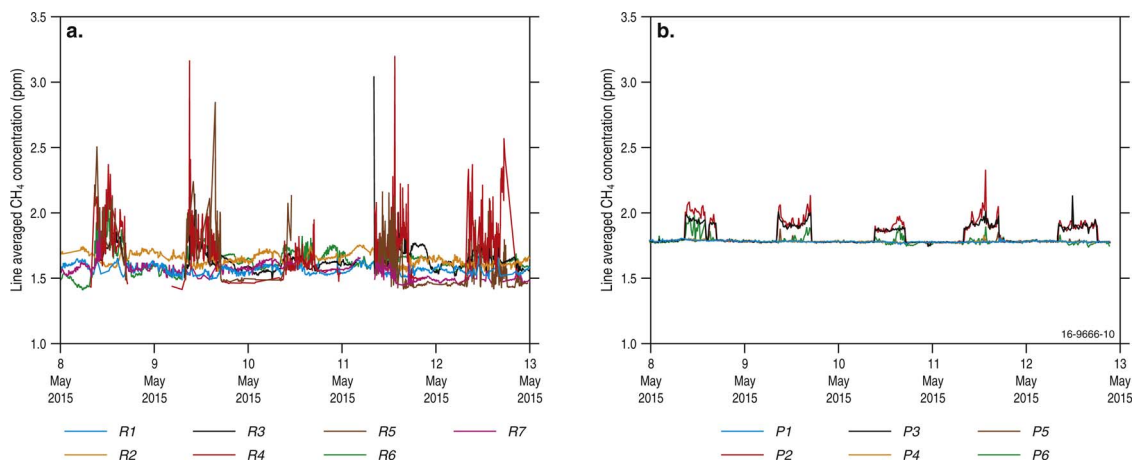 a.
Line averaged CH₄ concentration (ppm)
3.5
3.0
2.5
2.0
1.5
1.0
8 May 2015
9 May 2015
10 May 2015
11 May 2015
12 May 2015
13 May 2015
R1
R3
R5
R7
R2
R4
R6
b.
Line averaged CH₄ concentration (ppm)
3.5
3.0
2.5
2.0
1.5
1.0
16-9666-10
8 May 2015
9 May 2015
10 May 2015
11 May 2015
12 May 2015
13 May 2015
P1
P3
P5
P2
P4
P6